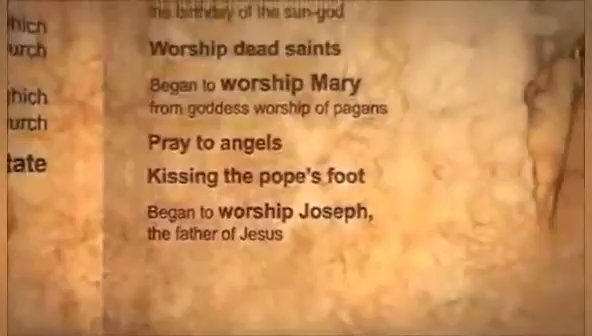 the birthday of the sun-god
hich
urch
Worship dead saints
Began to worship Mary
from goddess worship of pagans
hich
urch
Pray to angels
tate
Kissing the pope's foot
Began to worship Joseph,
the father of Jesus